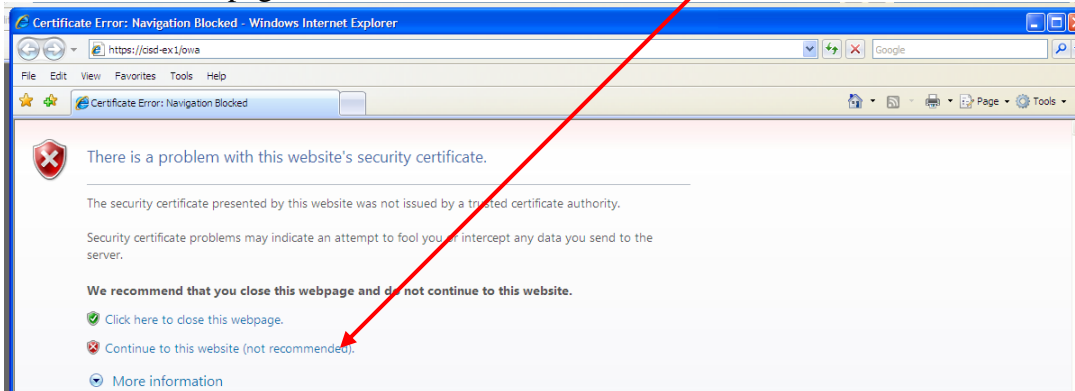 page
Certificate Error: Navigation Blocked - Windows Internet Explorer
https://cisd-ex1/owa
Google
File Edit View Favorites Tools Help
Certificate Error: Navigation Blocked
Page Tools
There is a problem with this website's security certificate.
The security certificate presented by this website was not issued by a trusted certificate authority.
Security certificate problems may indicate an attempt to fool you or intercept any data you send to the
server.
We recommend that you close this webpage and do not continue to this website.
Click here to close this webpage.
Continue to this website (not recommended).
More information